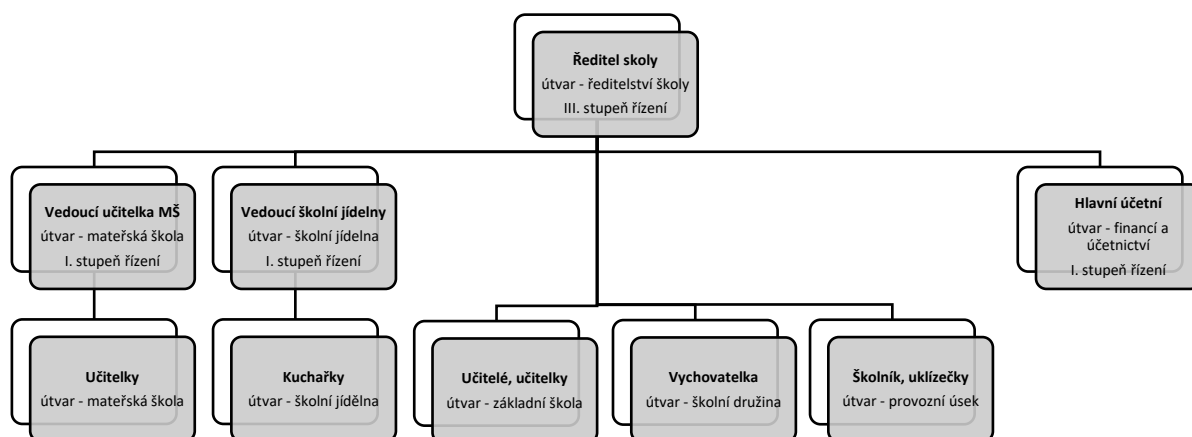 Ředitel skoly
útvar - ředitelství školy
III. stupeň řízení
Vedoucí učitelka MŠ
útvar - mateřská škola
I. stupeň řízení
Vedoucí školní jídelny
útvar - školní jídelna
I. stupeň řízení
Hlavní účetní
útvar - financí a
účetnictví
I. stupeň řízení
Učitelky
útvar - mateřská škola
Kuchařky
útvar - školní jídělna
Učitelé, učitelky
útvar - základní škola
Vychovatelka
útvar - školní družina
Školník, uklízečky
útvar - provozní úsek